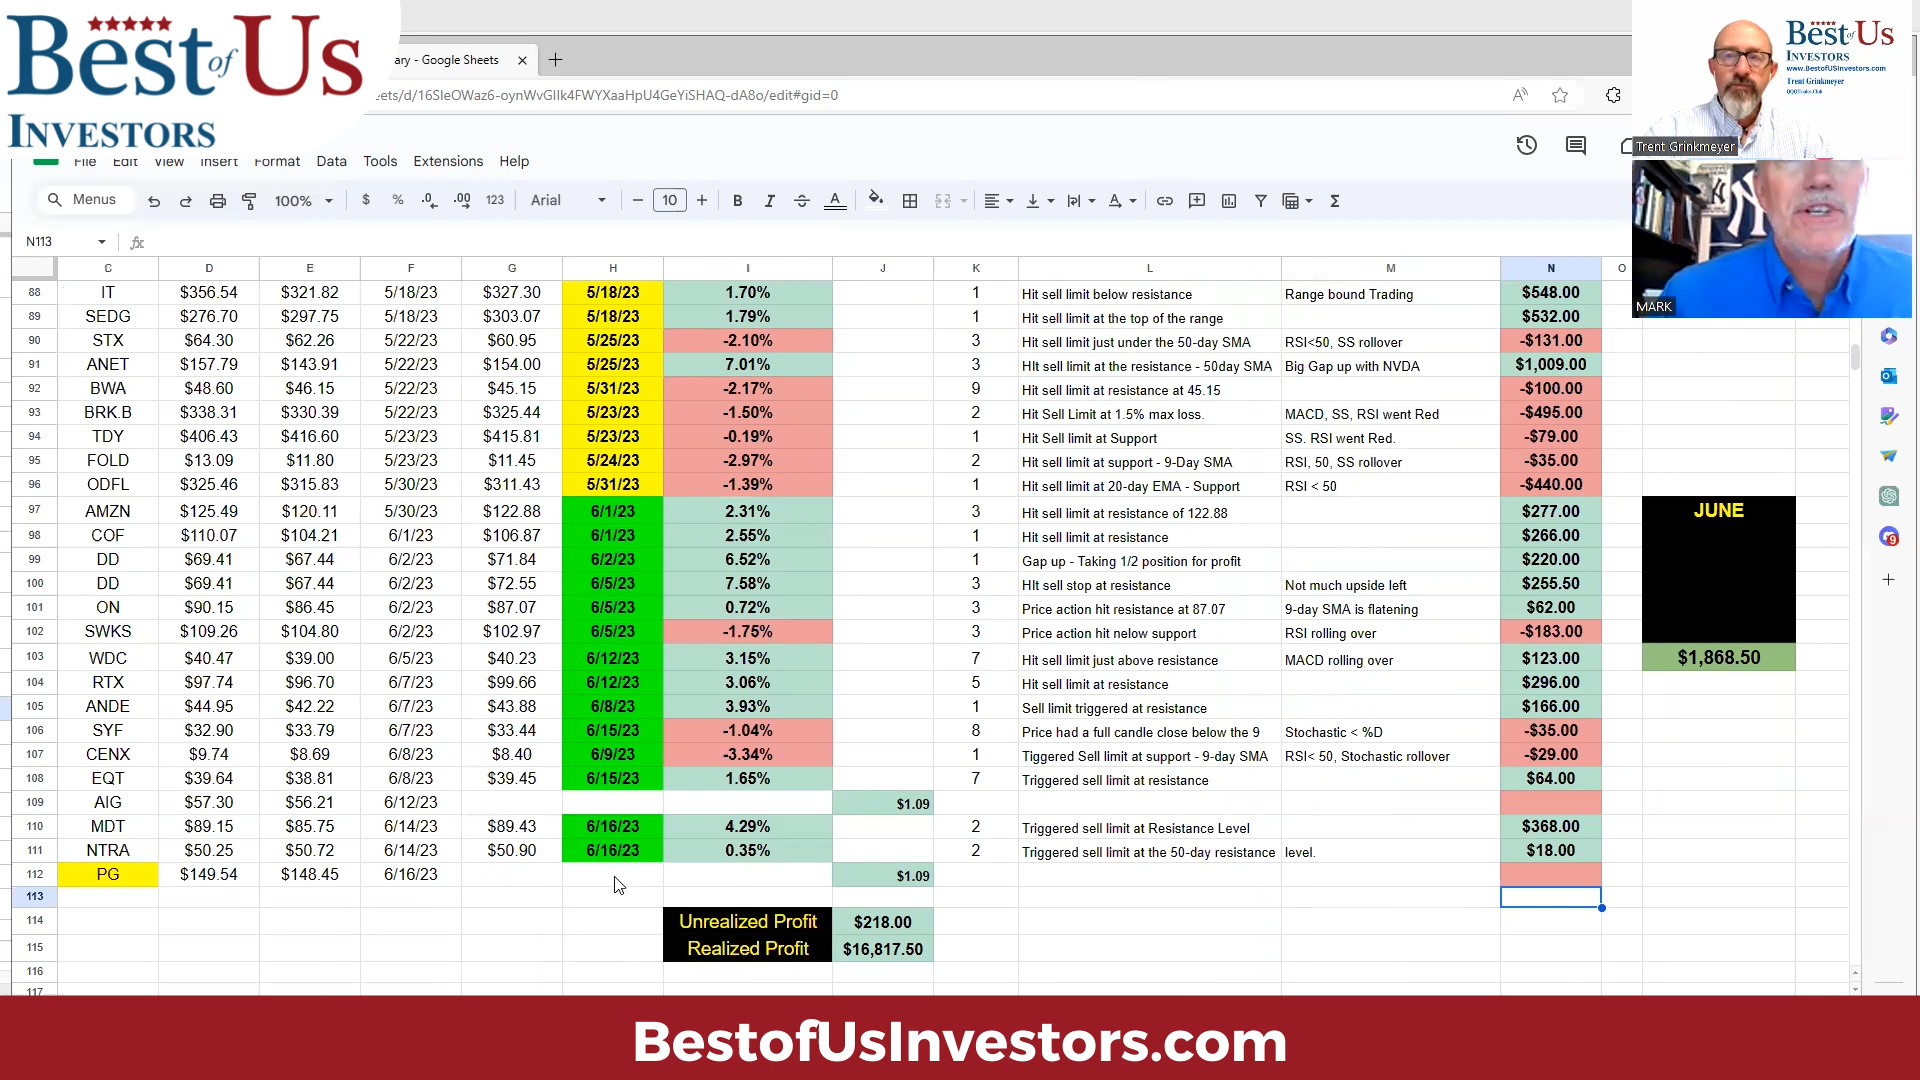 Best of Us
INVESTORS
ary - Google Sheets
eets/d/16SleOWaz6-oynWvGIIk4FWYXaaHpU4GeYiSHAQ-dA8o/edit#gid=0
File Edit View Insert Format Data Tools Extensions Help
Menus 100% $ % .0 .00 123 Arial 10 B I A
N113 fx
C D E F G H I J K L M N O
88 IT $356.54 $321.82 5/18/23 $327.30 5/18/23 1.70% 1 Hit sell limit below resistance Range bound Trading $548.00
89 SEDG $276.70 $297.75 5/18/23 $303.07 5/18/23 1.79% 1 Hit sell limit at the top of the range $532.00
90 STX $64.30 $62.26 5/22/23 $60.95 5/25/23 -2.10% 3 Hit sell limit just under the 50-day SMA RSI<50, SS rollover -$131.00
91 ANET $157.79 $143.91 5/22/23 $154.00 5/25/23 7.01% 3 HIt sell limit at the resistance - 50day SMA Big Gap up with NVDA $1,009.00
92 BWA $48.60 $46.15 5/22/23 $45.15 5/31/23 -2.17% 9 Hit sell limit at resistance at 45.15 -$100.00
93 BRK.B $338.31 $330.39 5/22/23 $325.44 5/23/23 -1.50% 2 Hit Sell Limit at 1.5% max loss. MACD, SS, RSI went Red -$495.00
94 TDY $406.43 $416.60 5/23/23 $415.81 5/23/23 -0.19% 1 Hit Sell limit at Support SS. RSI went Red. -$79.00
95 FOLD $13.09 $11.80 5/23/23 $11.45 5/24/23 -2.97% 2 Hit sell limit at support - 9-Day SMA RSI, 50, SS rollover -$35.00
96 ODFL $325.46 $315.83 5/30/23 $311.43 5/31/23 -1.39% 1 Hit sell limit at 20-day EMA - Support RSI < 50 -$440.00
97 AMZN $125.49 $120.11 5/30/23 $122.88 6/1/23 2.31% 3 Hit sell limit at resistance of 122.88 $277.00 JUNE
98 COF $110.07 $104.21 6/1/23 $106.87 6/1/23 2.55% 1 Hit sell limit at resistance $266.00
99 DD $69.41 $67.44 6/2/23 $71.84 6/2/23 6.52% 1 Gap up - Taking 1/2 position for profit $220.00
100 DD $69.41 $67.44 6/2/23 $72.55 6/5/23 7.58% 3 HIt sell stop at resistance Not much upside left $255.50
101 ON $90.15 $86.45 6/2/23 $87.07 6/5/23 0.72% 3 Price action hit resistance at 87.07 9-day SMA is flatening $62.00
102 SWKS $109.26 $104.80 6/2/23 $102.97 6/5/23 -1.75% 3 Price action hit nelow support RSI rolling over -$183.00
103 WDC $40.47 $39.00 6/5/23 $40.23 6/12/23 3.15% 7 Hit sell limit just above resistance MACD rolling over $123.00 $1,868.50
104 RTX $97.74 $96.70 6/7/23 $99.66 6/12/23 3.06% 5 Hit sell limit at resistance $296.00
105 ANDE $44.95 $42.22 6/7/23 $43.88 6/8/23 3.93% 1 Sell limit triggered at resistance $166.00
106 SYF $32.90 $33.79 6/7/23 $33.44 6/15/23 -1.04% 8 Price had a full candle close below the 9 Stochastic < %D -$35.00
107 CENX $9.74 $8.69 6/8/23 $8.40 6/9/23 -3.34% 1 Tiggered Sell limit at support - 9-day SMA RSI< 50, Stochastic rollover -$29.00
108 EQT $39.64 $38.81 6/8/23 $39.45 6/15/23 1.65% 7 Triggered sell limit at resistance $64.00
109 AIG $57.30 $56.21 6/12/23 $1.09
110 MDT $89.15 $85.75 6/14/23 $89.43 6/16/23 4.29% 2 Triggered sell limit at Resistance Level $368.00
111 NTRA $50.25 $50.72 6/14/23 $50.90 6/16/23 0.35% 2 Triggered sell limit at the 50-day resistance level. $18.00
112 PG $149.54 $148.45 6/16/23 $1.09
113
114 Unrealized Profit $218.00
115 Realized Profit $16,817.50
116
117
Best of Us
INVESTORS
www.BestofUSInvestors.com
Trent Grinkmeyer
QQQTrades.Club
Trent Grinkmeyer
MARK
9
BestofUsInvestors.com